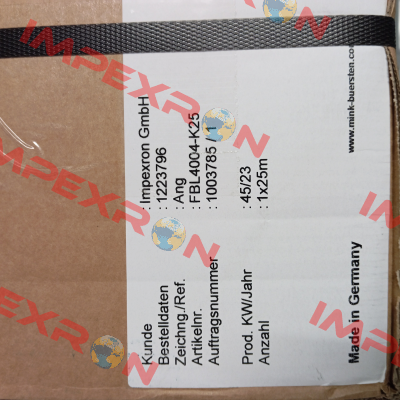 Kunde : Impexron GmbH
Bestelldaten : 1223796
Zeichng./Ref. : Ang
Artikelnr. : FBL4004-K25
Auftragsnummer : 1003785 / 1
Prod. KW/Jahr : 45/23
Anzahl : 1x25m
Made in Germany
www.mink-buersten.com
IMPEXRON
IMPEXRON
IMPEXRON